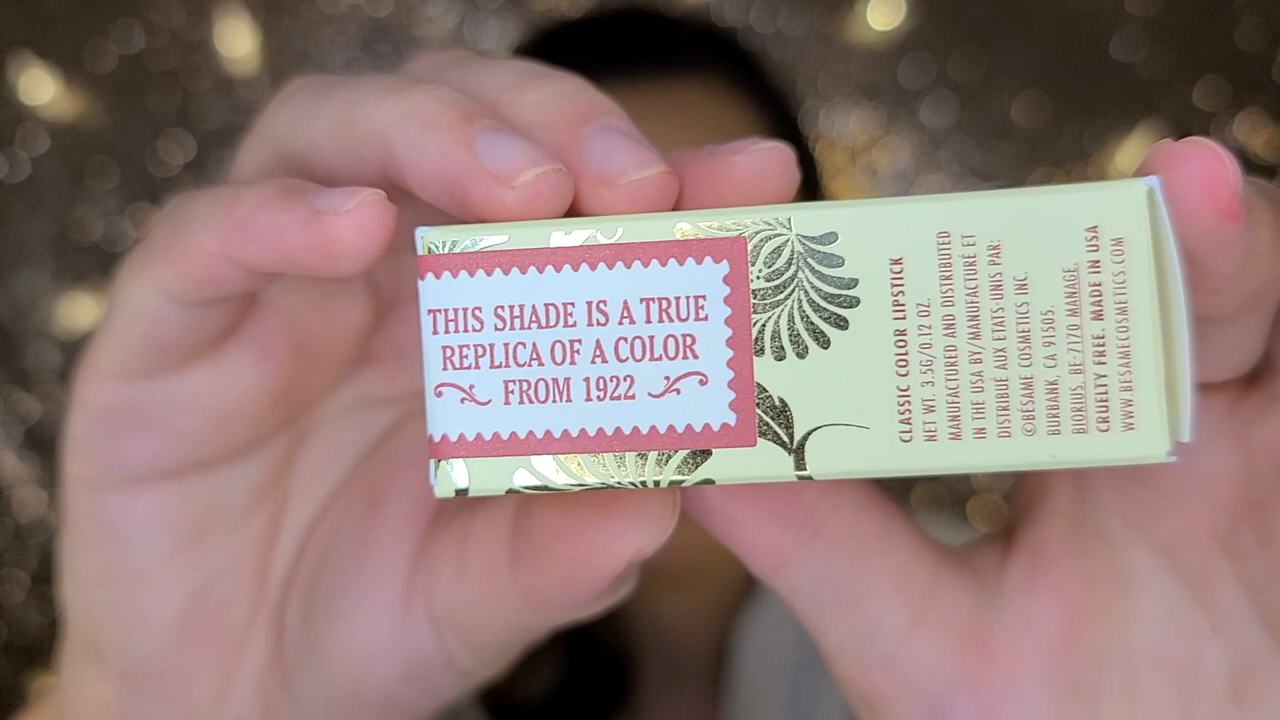 THIS SHADE IS A TRUE
REPLICA OF A COLOR
FROM 1922
CLASSIC COLOR LIPSTICK
NET WT. 3.5G/0.12 OZ.
MANUFACTURED AND DISTRIBUTED
IN THE USA BY/MANUFACTURÉ ET
DISTRIBUÉ AUX ETATS-UNIS PAR:
©BÉSAME COSMETICS INC.
BURBANK, CA 91505.
BIORIUS, BE-7170 MANAGE.
CRUELTY FREE. MADE IN USA
WWW.BESAMECOSMETICS.COM